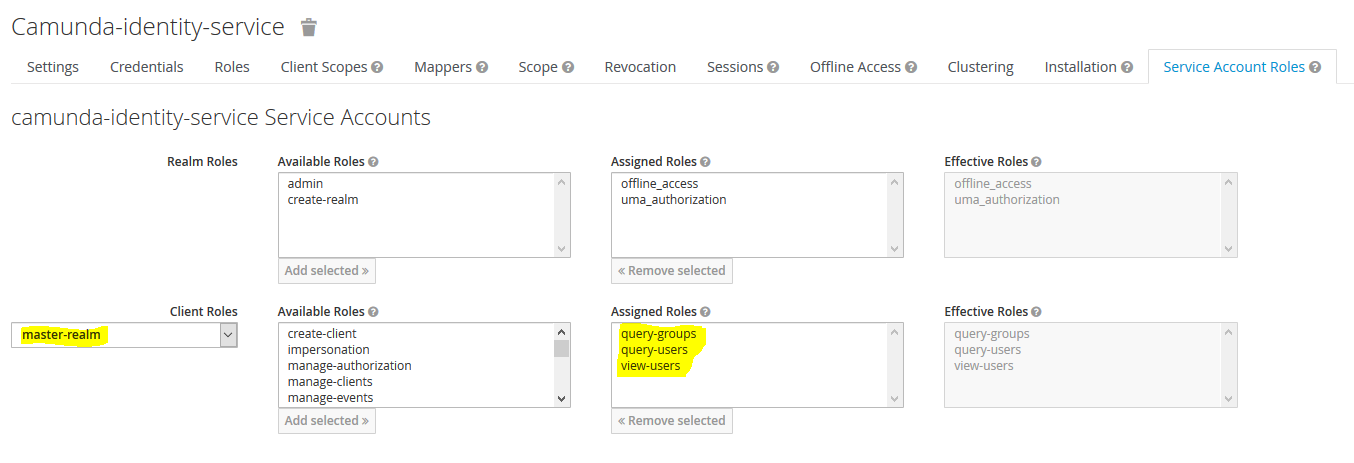 Camunda-identity-service
Settings Credentials Roles Client Scopes ? Mappers ? Scope ? Revocation Sessions ? Offline Access ? Clustering Installation ? Service Account Roles ?
camunda-identity-service Service Accounts
Realm Roles Available Roles ? Assigned Roles ? Effective Roles ?
admin offline_access offline_access
create-realm uma_authorization uma_authorization
Add selected » « Remove selected
Client Roles Available Roles ? Assigned Roles ? Effective Roles ?
master-realm create-client query-groups query-groups
impersonation query-users query-users
manage-authorization view-users view-users
manage-clients
manage-events
Add selected » « Remove selected